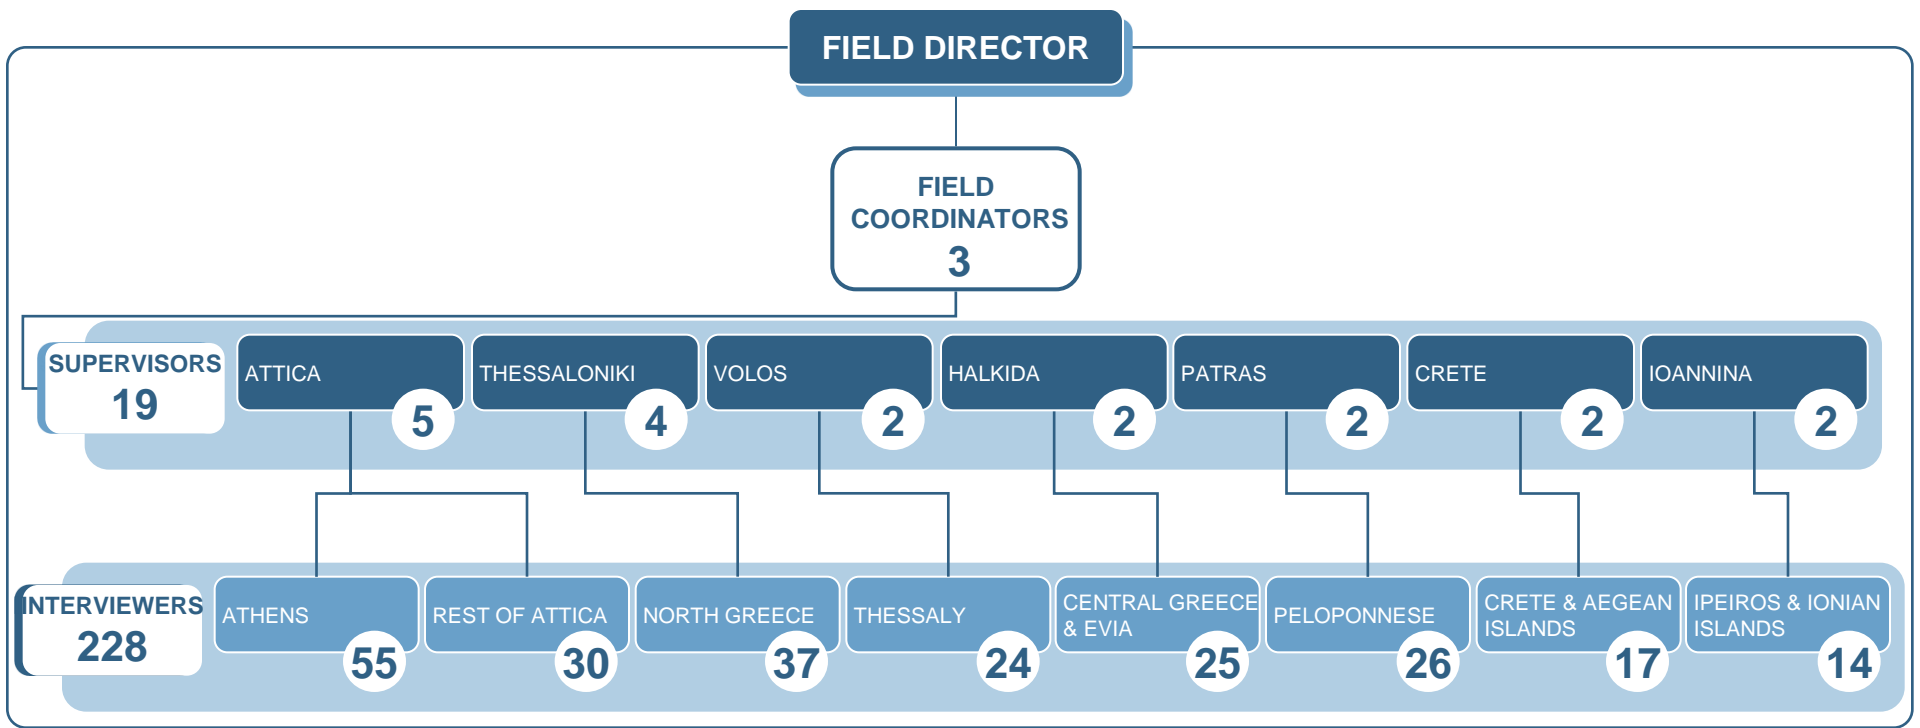 FIELD DIRECTOR
FIELD
COORDINATORS
3
SUPERVISORS
19
ATTICA
5
THESSALONIKI
4
VOLOS
2
HALKIDA
2
PATRAS
2
CRETE
2
IOANNINA
2
INTERVIEWERS
228
ATHENS
55
REST OF ATTICA
30
NORTH GREECE
37
THESSALY
24
CENTRAL GREECE
& EVIA
25
PELOPONNESE
26
CRETE & AEGEAN
ISLANDS
17
IPEIROS & IONIAN
ISLANDS
14